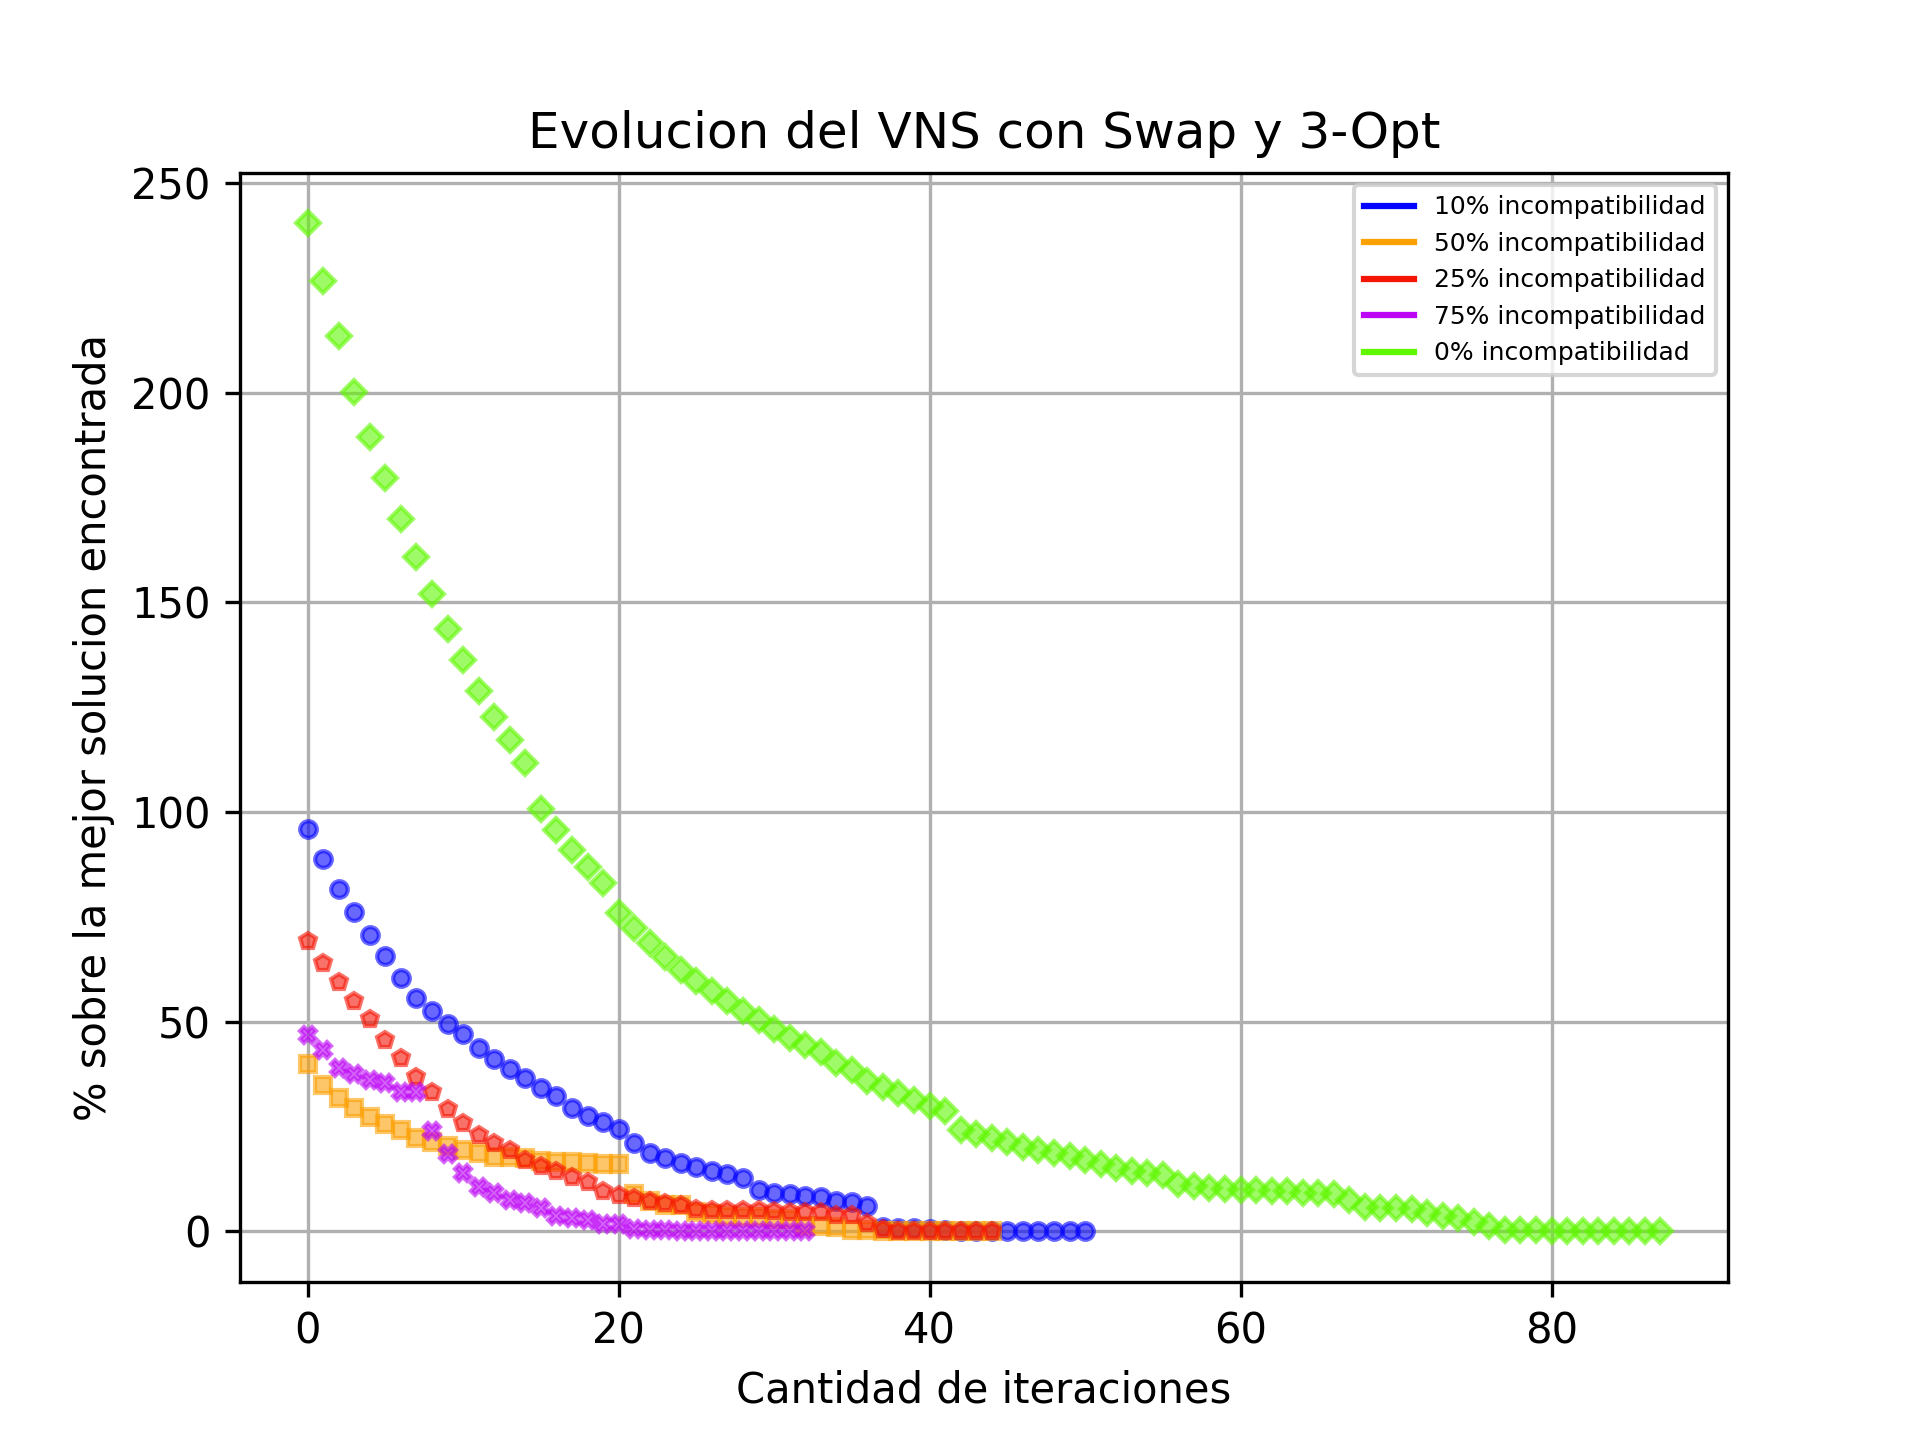 Evolucion del VNS con Swap y 3-Opt
% sobre la mejor solucion encontrada
250
200
150
100
50
0
10% incompatibilidad
50% incompatibilidad
25% incompatibilidad
75% incompatibilidad
0% incompatibilidad
0 20 40 60 80
Cantidad de iteraciones